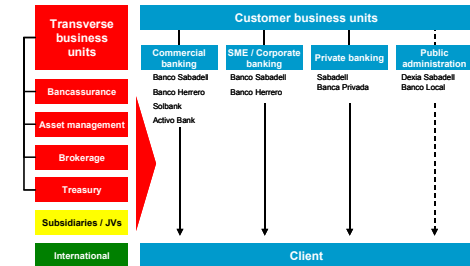 Transverse
business
units
Bancassurance
Asset management
Brokerage
Treasury
Subsidiaries / JVs
International
Customer business units
Commercial
banking
Banco Sabadell
Banco Herrero
Solbank
Activo Bank
SME / Corporate
banking
Banco Sabadell
Banco Herrero
Private banking
Sabadell
Banca Privada
Public
administration
Dexia Sabadell
Banco Local
Client